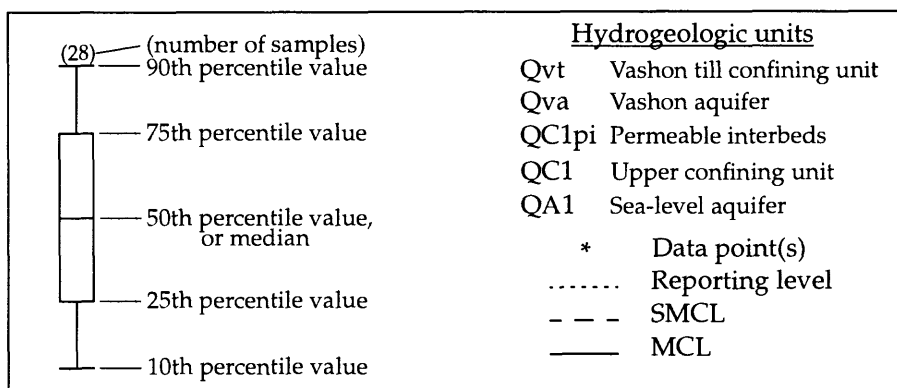 (28) (number of samples)
90th percentile value
75th percentile value
50th percentile value,
or median
25th percentile value
10th percentile value
Hydrogeologic units
Qvt Vashon till confining unit
Qva Vashon aquifer
QC1pi Permeable interbeds
QC1 Upper confining unit
QA1 Sea-level aquifer
* Data point(s)
Reporting level
SMCL
MCL